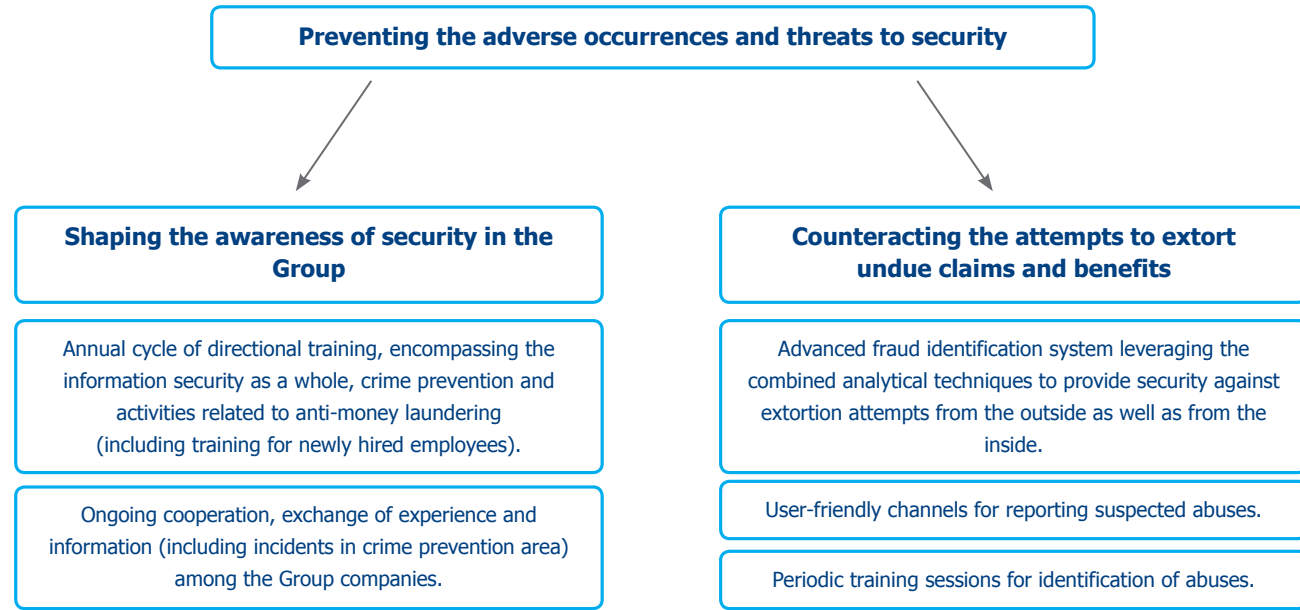 Preventing the adverse occurrences and threats to security
Shaping the awareness of security in the
Group
Annual cycle of directional training, encompassing the
information security as a whole, crime prevention and
activities related to anti-money laundering
(including training for newly hired employees).
Ongoing cooperation, exchange of experience and
information (including incidents in crime prevention area)
among the Group companies.
Counteracting the attempts to extort
undue claims and benefits
Advanced fraud identification system leveraging the
combined analytical techniques to provide security against
extortion attempts from the outside as well as from the
inside.
User-friendly channels for reporting suspected abuses.
Periodic training sessions for identification of abuses.